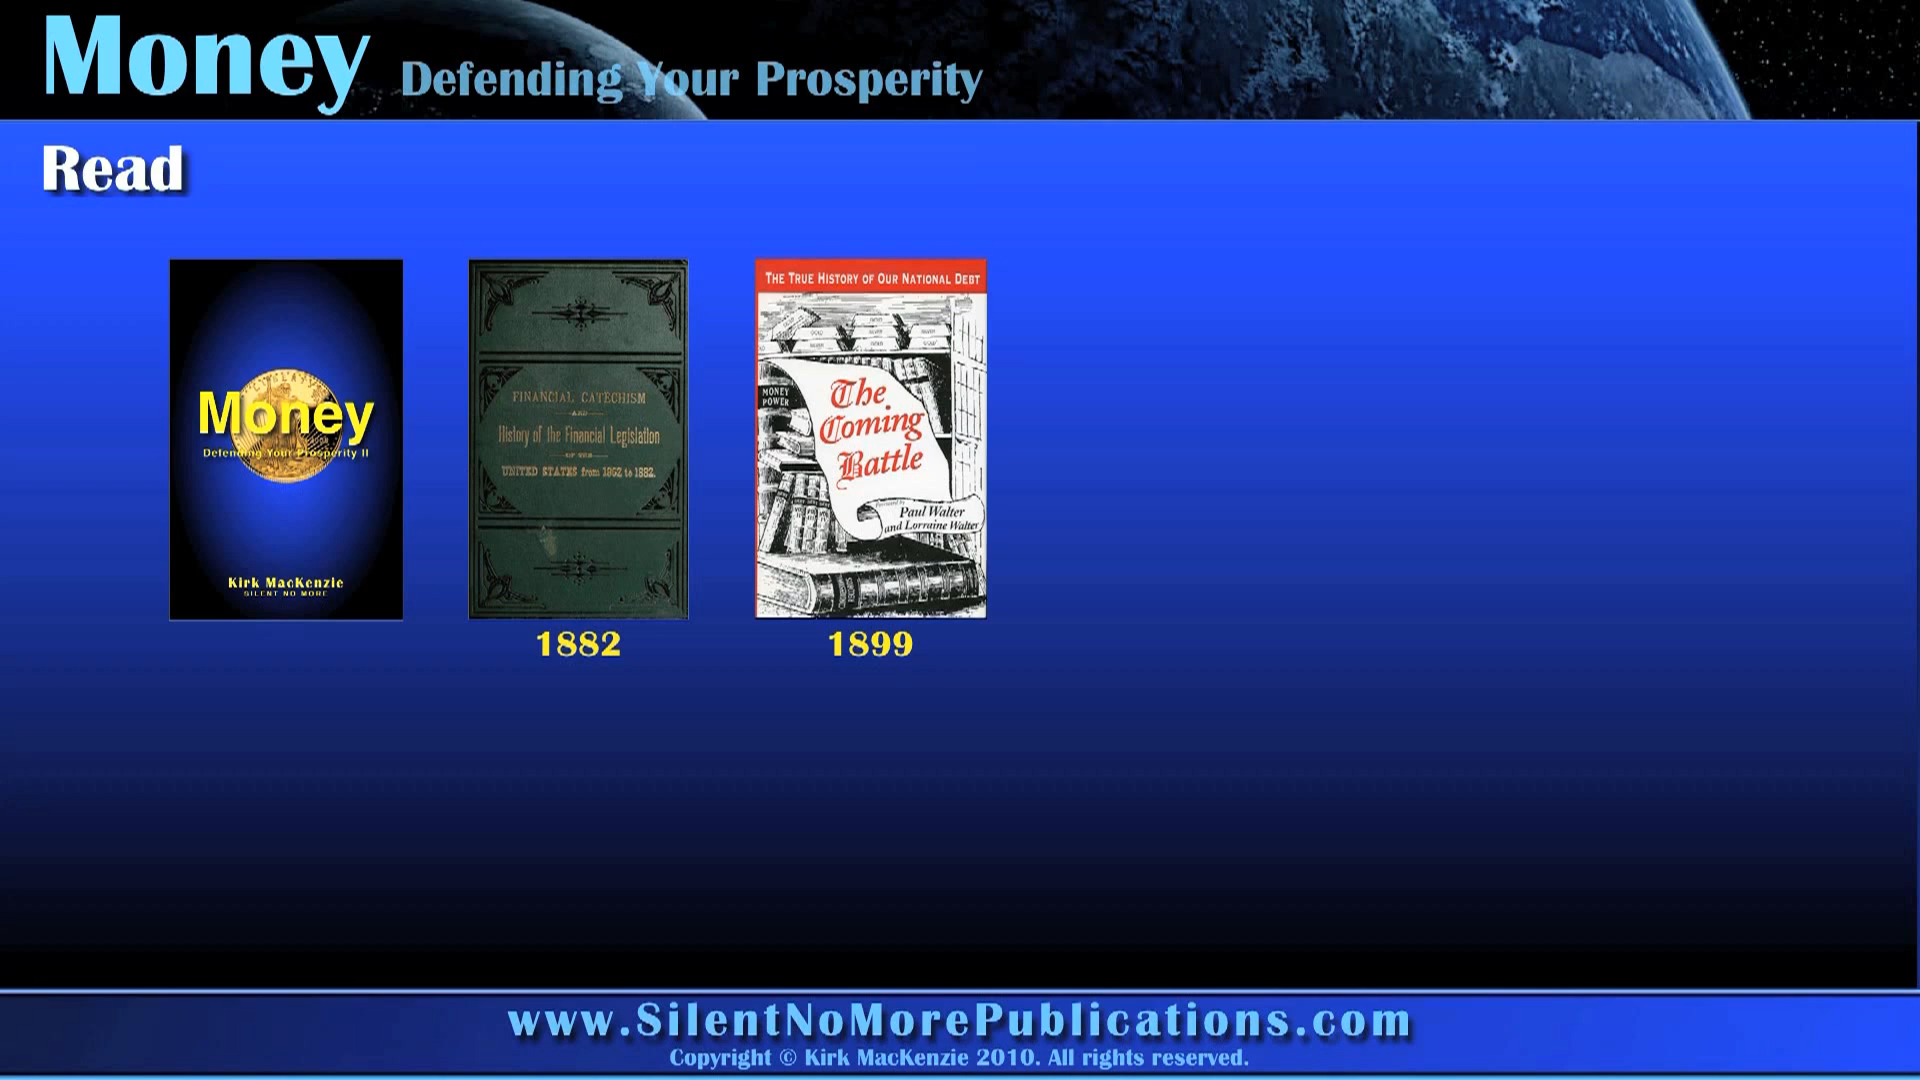 Money Defending Your Prosperity
Read
Money
Defending Your Prosperity II
Kirk MacKenzie
SILENT NO MORE
FINANCIAL CATECHISM
AND
History of the Financial Legislation
OF THE
UNITED STATES from 1862 to 1882.
1882
THE TRUE HISTORY OF OUR NATIONAL DEBT
MONEY
POWER
The
Coming
Battle
Paul Walter
and Lorraine Walter
1899
www.SilentNoMorePublications.com
Copyright © Kirk MacKenzie 2010. All rights reserved.